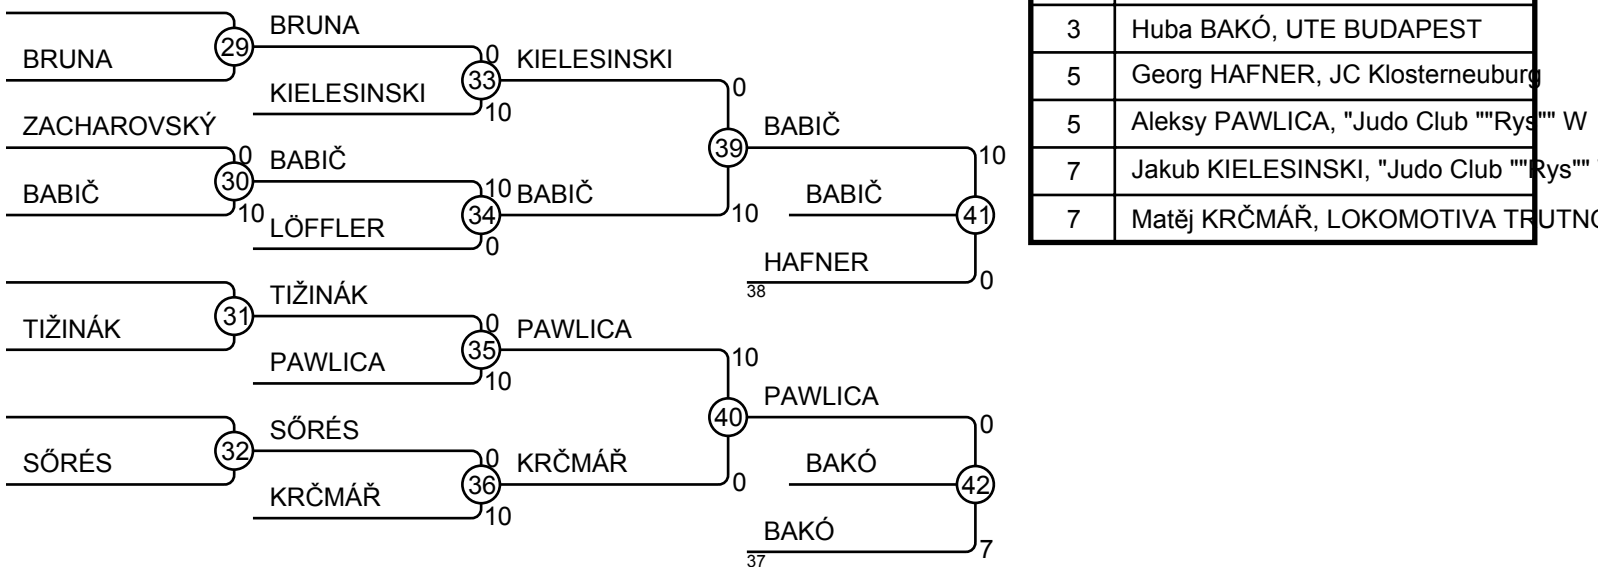 BRUNA
29
BRUNA
0
33
KIELESINSKI
10
KIELESINSKI
ZACHAROVSKÝ
0
30
BABIČ
10
BABIČ
10
34
LÖFFLER
0
BABIČ
0
39
10
BABIČ
10
BABIČ
41
HAFNER
38
0
31
TIŽINÁK
TIŽINÁK
0
35
PAWLICA
10
PAWLICA
10
40
0
PAWLICA
0
32
SŐRÉS
SŐRÉS
0
36
KRČMÁŘ
10
KRČMÁŘ
BAKÓ
42
BAKÓ
37
7
3 Huba BAKÓ, UTE BUDAPEST
5 Georg HAFNER, JC Klosterneuburg
5 Aleksy PAWLICA, "Judo Club ""Rys"" W
7 Jakub KIELESINSKI, "Judo Club ""Rys""
7 Matěj KRČMÁŘ, LOKOMOTIVA TRUTNO